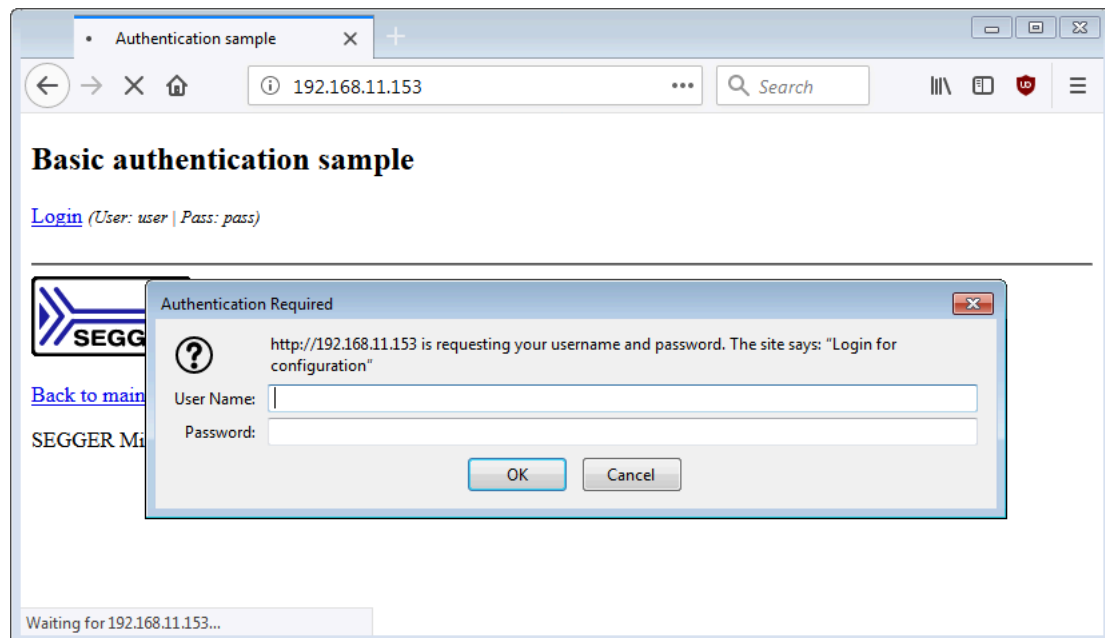 Authentication sample
192.168.11.153
Search
Basic authentication sample
Login (User: user | Pass: pass)
SEGG
Authentication Required
http://192.168.11.153 is requesting your username and password. The site says: “Login for
configuration”
User Name:
Password:
OK Cancel
Back to main
SEGGER Mi
Waiting for 192.168.11.153...